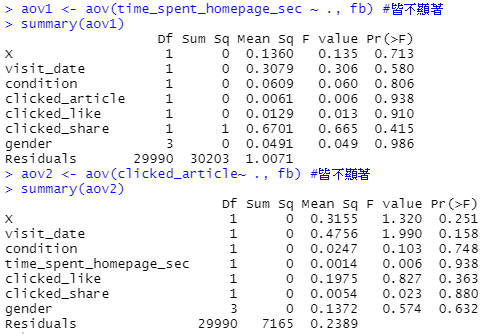 > aov1 <- aov(time_spent_homepage_sec ~ ., fb) #皆不顯著
> summary(aov1)
Df Sum Sq Mean Sq F value Pr(>F)
X 1 0 0.1360 0.135 0.713
visit_date 1 0 0.3079 0.306 0.580
condition 1 0 0.0609 0.060 0.806
clicked_article 1 0 0.0061 0.006 0.938
clicked_like 1 0 0.0129 0.013 0.910
clicked_share 1 1 0.6701 0.665 0.415
gender 3 0 0.0491 0.049 0.986
Residuals 29990 30203 1.0071
> aov2 <- aov(clicked_article~ ., fb) #皆不顯著
> summary(aov2)
Df Sum Sq Mean Sq F value Pr(>F)
X 1 0 0.3155 1.320 0.251
visit_date 1 0 0.4756 1.990 0.158
condition 1 0 0.0247 0.103 0.748
time_spent_homepage_sec 1 0 0.0014 0.006 0.938
clicked_like 1 0 0.1975 0.827 0.363
clicked_share 1 0 0.0054 0.023 0.880
gender 3 0 0.1372 0.574 0.632
Residuals 29990 7165 0.2389